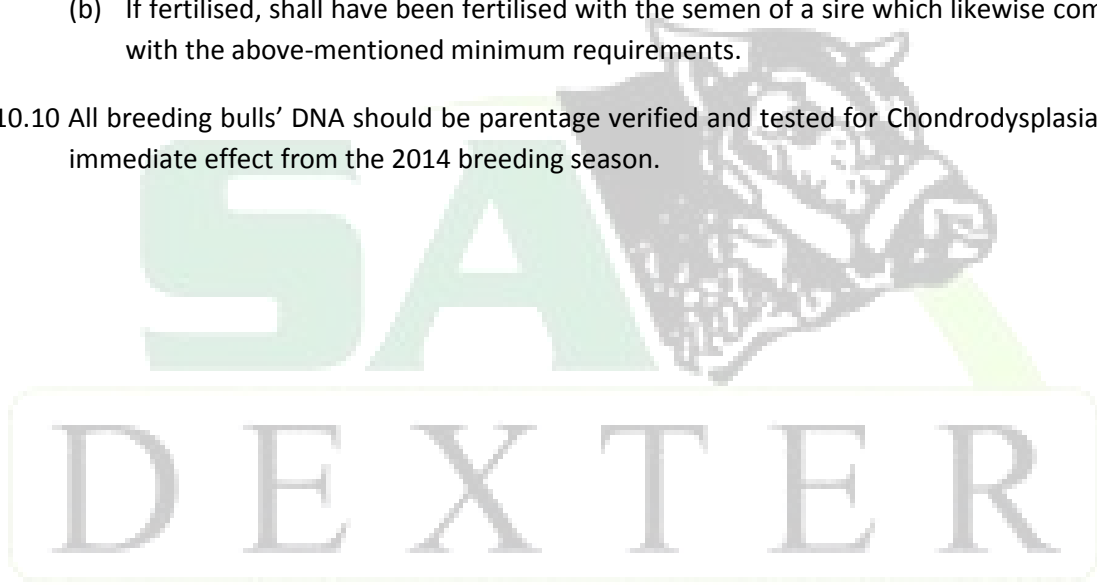 (b) If fertilised, shall have been fertilised with the semen of a sire which likewise com
with the above-mentioned minimum requirements.
10.10 All breeding bulls’ DNA should be parentage verified and tested for Chondrodysplasia
immediate effect from the 2014 breeding season.
SA
DEXTER